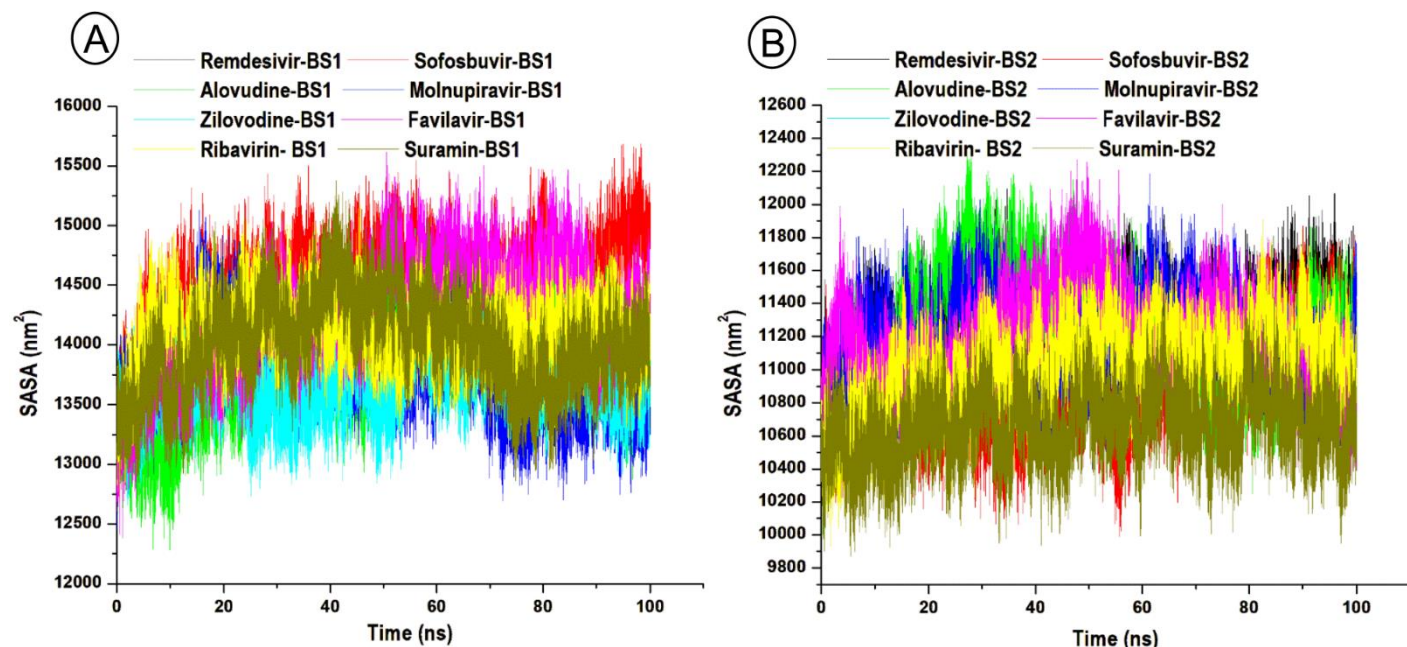 A
Remdesivir-BS1 Sofosbuvir-BS1
Alovudine-BS1 Molnupiravir-BS1
Zilovodine-BS1 Favilavir-BS1
Ribavirin- BS1 Suramin-BS1
16000
15500
15000
14500
14000
13500
13000
12500
12000
SASA (nm²)
0 20 40 60 80 100
Time (ns)
B
Remdesivir-BS2 Sofosbuvir-BS2
Alovudine-BS2 Molnupiravir-BS2
Zilovodine-BS2 Favilavir-BS2
Ribavirin- BS2 Suramin-BS2
12600
12400
12200
12000
11800
11600
11400
11200
11000
10800
10600
10400
10200
10000
9800
SASA (nm²)
0 20 40 60 80 100
Time (ns)